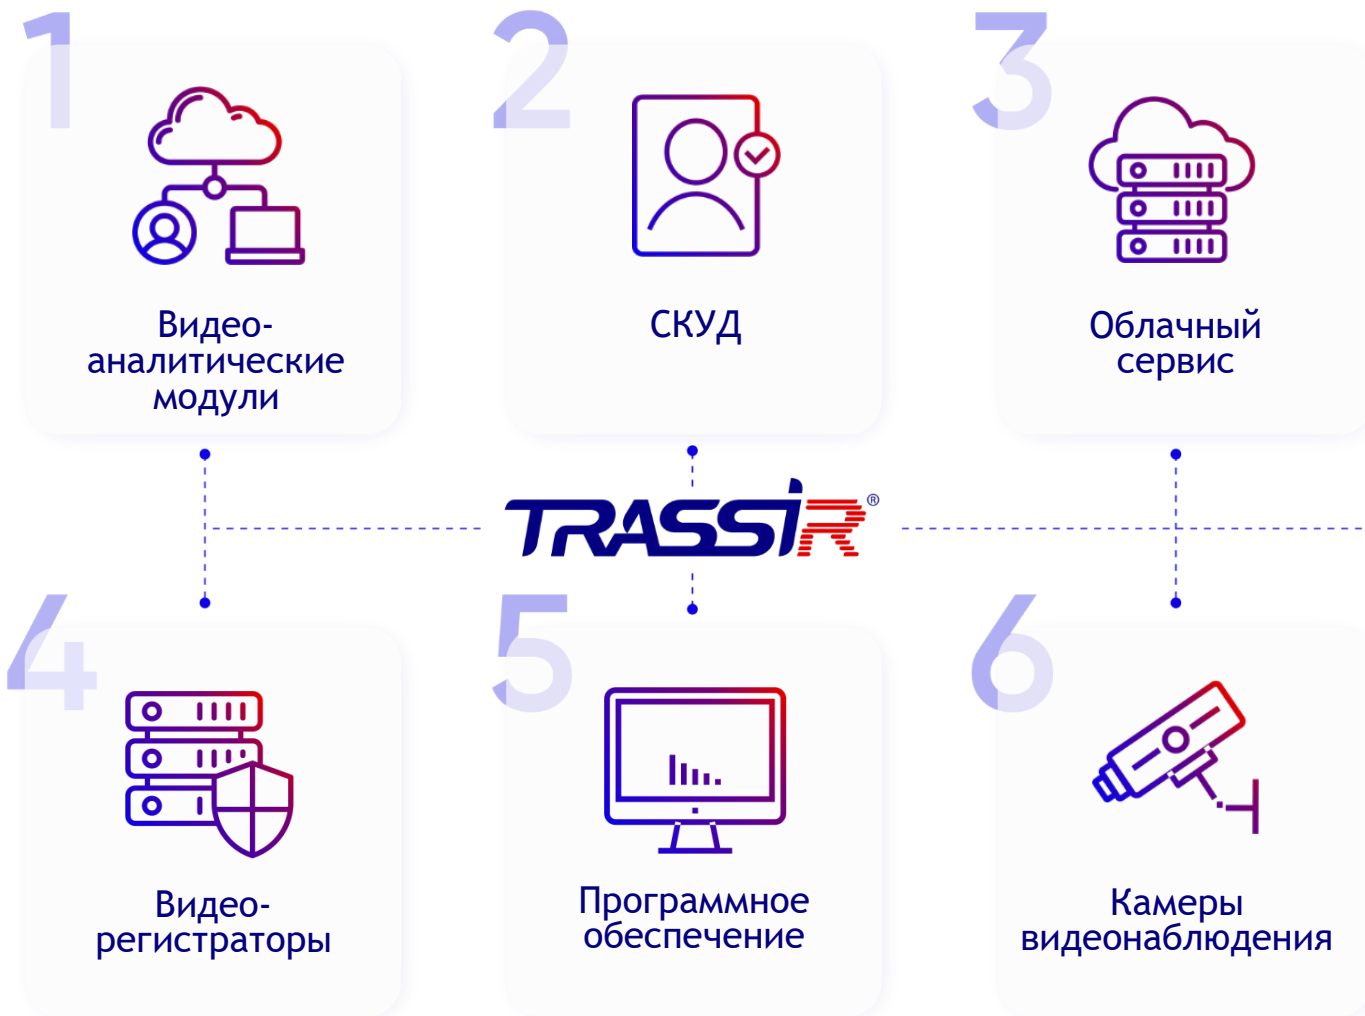 1
Видео-
аналитические
модули
2
СКУД
3
Облачный
сервис
TRASSIR®
4
Видео-
регистраторы
5
Программное
обеспечение
6
Камеры
видеонаблюдения